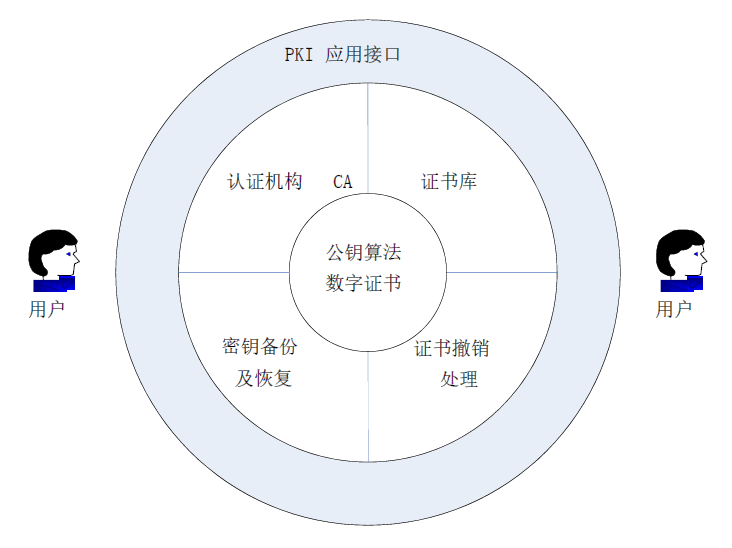 PKI 应用接口
认证机构 CA
证书库
公钥算法
数字证书
用户
用户
密钥备份
及恢复
证书撤销
处理